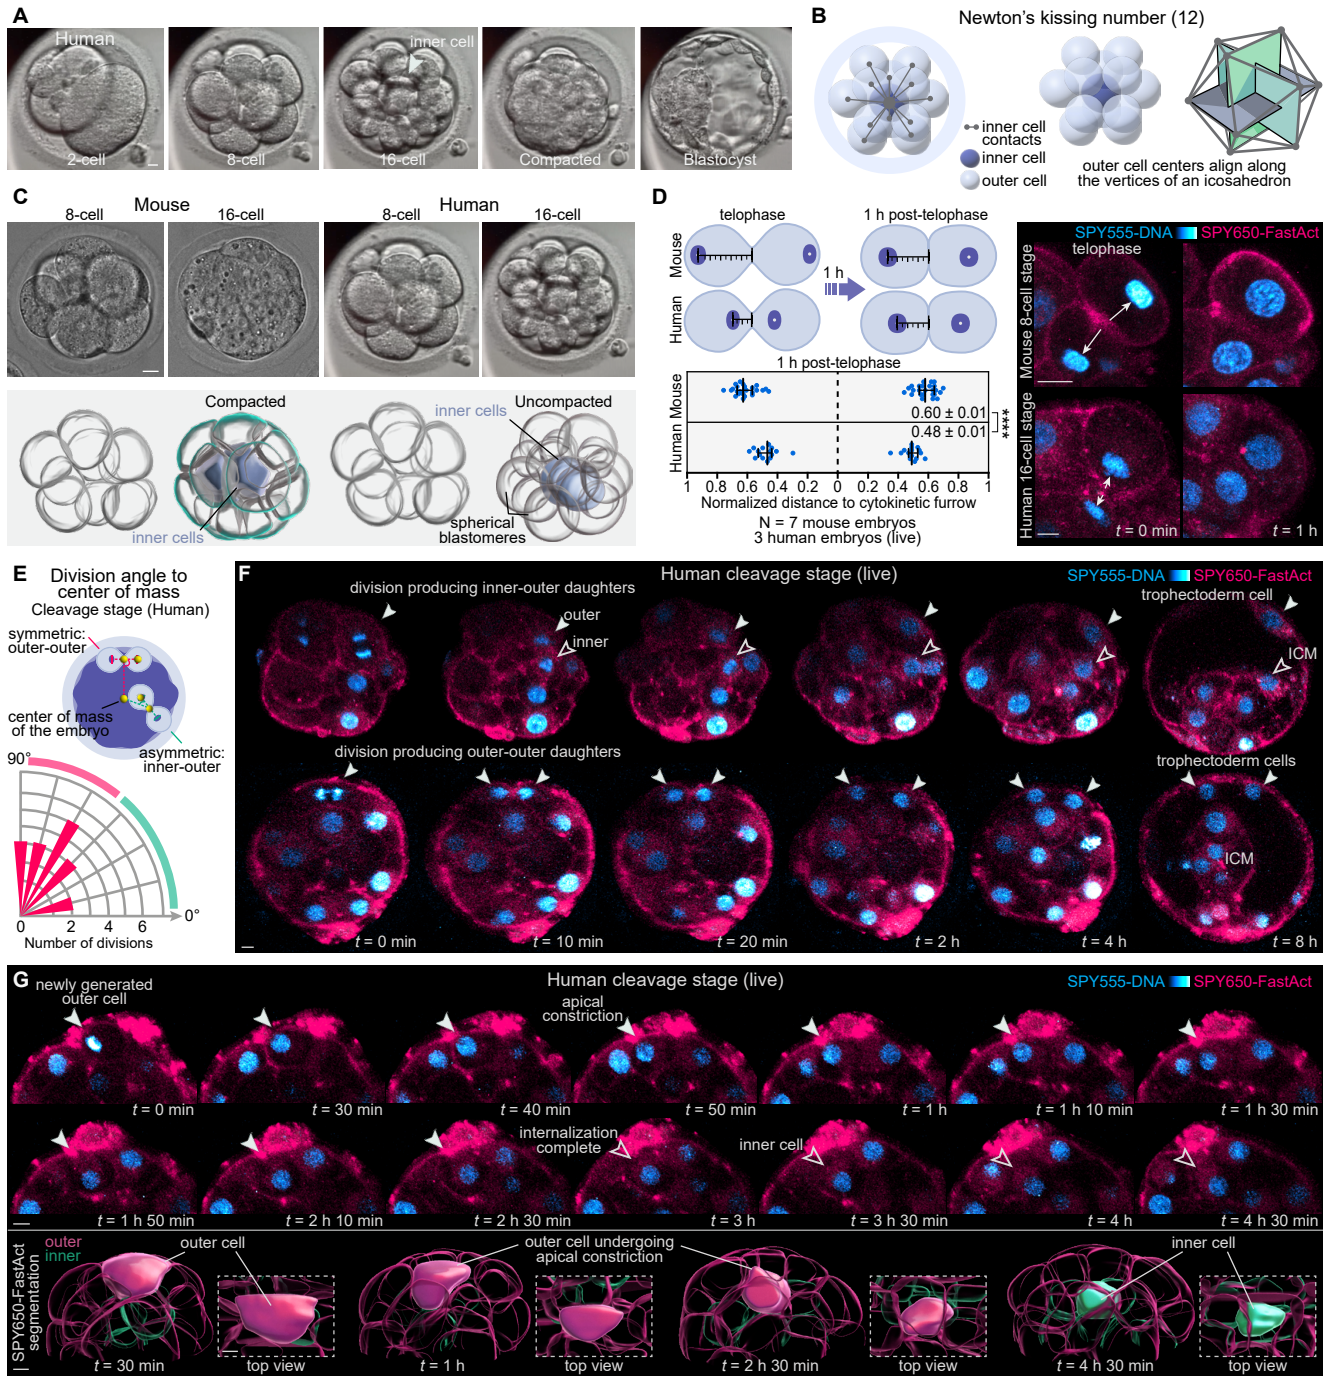 A
Human
inner cell
2-cell
8-cell
16-cell
Compacted
Blastocyst
B
Newton's kissing number (12)
inner cell
contacts
inner cell
outer cell
outer cell centers align along
the vertices of an icosahedron
C
Mouse
Human
8-cell
16-cell
8-cell
16-cell
Compacted
inner cells
inner cells
Uncompacted
spherical
blastomeres
D
telophase
1 h post-telophase
Mouse
1 h
Human
1 h post-telophase
Mouse
0.60 ± 0.01
****
0.48 ± 0.01
Human
1 0.8 0.6 0.4 0.2 0 0.2 0.4 0.6 0.8 1
Normalized distance to cytokinetic furrow
N = 7 mouse embryos
3 human embryos (live)
SPY555-DNA SPY650-FastAct
telophase
Mouse 8-cell stage
Human 16-cell stage
t = 0 min
t = 1 h
E
Division angle to
center of mass
Cleavage stage (Human)
symmetric:
outer-outer
center of mass
of the embryo
asymmetric:
inner-outer
90°
0°
0 2 4 6
Number of divisions
F
Human cleavage stage (live)
SPY555-DNA SPY650-FastAct
division producing inner-outer daughters
outer
inner
trophectoderm cell
ICM
division producing outer-outer daughters
trophectoderm cells
ICM
t = 0 min
t = 10 min
t = 20 min
t = 2 h
t = 4 h
t = 8 h
G
Human cleavage stage (live)
SPY555-DNA SPY650-FastAct
newly generated
outer cell
apical
constriction
t = 0 min
t = 30 min
t = 40 min
t = 50 min
t = 1 h
t = 1 h 10 min
t = 1 h 30 min
internalization
complete
inner cell
t = 1 h 50 min
t = 2 h 10 min
t = 2 h 30 min
t = 3 h
t = 3 h 30 min
t = 4 h
t = 4 h 30 min
SPY650-FastAct
segmentation
outer
inner
outer cell
outer cell undergoing
apical constriction
inner cell
t = 30 min
top view
t = 1 h
top view
t = 2 h 30 min
top view
t = 4 h 30 min
top view